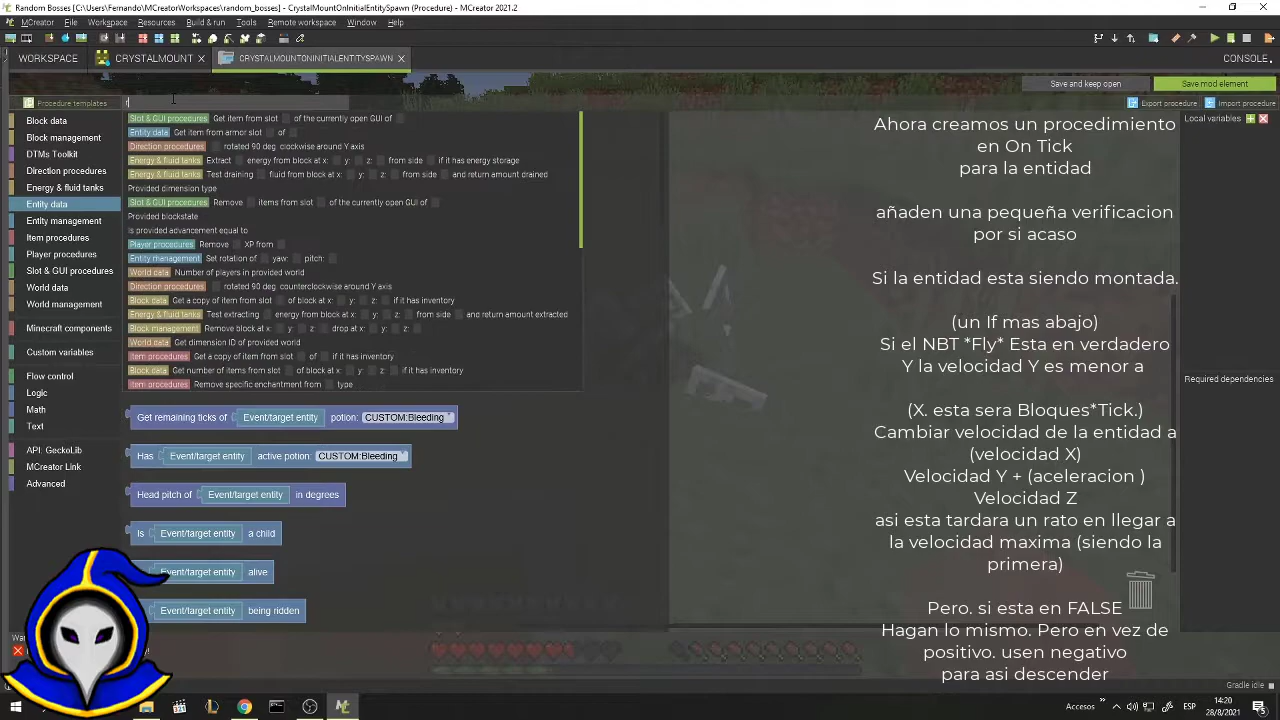 Random Bosses [C:\Users\Fernando\MCreatorWorkspaces\random_bosses] - CrystalMountOnInitialEntitySpawn (Procedure) - MCreator 2021.2
MCreator File Edit Workspace Resources Build & run Tools Remote workspace Window Help
WORKSPACE CRYSTALMOUNT CRYSTALMOUNTONINITIALENTITYSPAWN CONSOLE
Save and keep open Save mod element
Procedure templates
Export procedure Import procedure
Local variables
Block data
Block management
DTMs Toolkit
Direction procedures
Energy & fluid tanks
Entity data
Entity management
Item procedures
Player procedures
Slot & GUI procedures
World data
World management
Minecraft components
Custom variables
Flow control
Logic
Math
Text
API: GeckoLib
MCreator Link
Advanced
Slot & GUI procedures Get item from slot of the currently open GUI of
Entity data Get item from armor slot of
Direction procedures rotated 90 deg clockwise around Y axis
Energy & fluid tanks Extract energy from block at x: y: z: from side if it has energy storage
Energy & fluid tanks Test draining fluid from block at x: y: z: from side and return amount drained
Provided dimension type
Slot & GUI procedures Remove items from slot of the currently open GUI of
Provided blockstate
is provided advancement equal to
Player procedures Remove XP from
Entity management Set rotation of yaw: pitch:
World data Number of players in provided world
Direction procedures rotated 90 deg counterclockwise around Y axis
Block data Get a copy of item from slot of block at x: y: z: if it has inventory
Energy & fluid tanks Test extracting energy from block at x: y: z: from side and return amount extracted
Block management Remove block at x: y: z: drop at x: y: z:
World data Get dimension ID of provided world
Item procedures Get a copy of item from slot of if it has inventory
Block data Get number of items from slot of block at x: y: z: if it has inventory
Item procedures Remove specific enchantment from type
Get remaining ticks of Event/target entity potion: CUSTOM:Bleeding
Has Event/target entity active potion: CUSTOM:Bleeding
Head pitch of Event/target entity in degrees
Is Event/target entity a child
Event/target entity alive
Event/target entity being ridden
Ahora creamos un procedimiento
en On Tick
para la entidad
añaden una pequeña verificacion
por si acaso
Si la entidad esta siendo montada.
(un If mas abajo)
Si el NBT *Fly* Esta en verdadero
Y la velocidad Y es menor a
(X. esta sera Bloques*Tick.)
Cambiar velocidad de la entidad a
(velocidad X)
Velocidad Y + (aceleracion )
Velocidad Z
asi esta tardara un rato en llegar a
la velocidad maxima (siendo la
primera)
Pero. si esta en FALSE
Hagan lo mismo. Pero en vez de
positivo. usen negativo
para asi descender
Required dependencies
Gradle idle
Accesos
ESP
14:20
28/8/2021